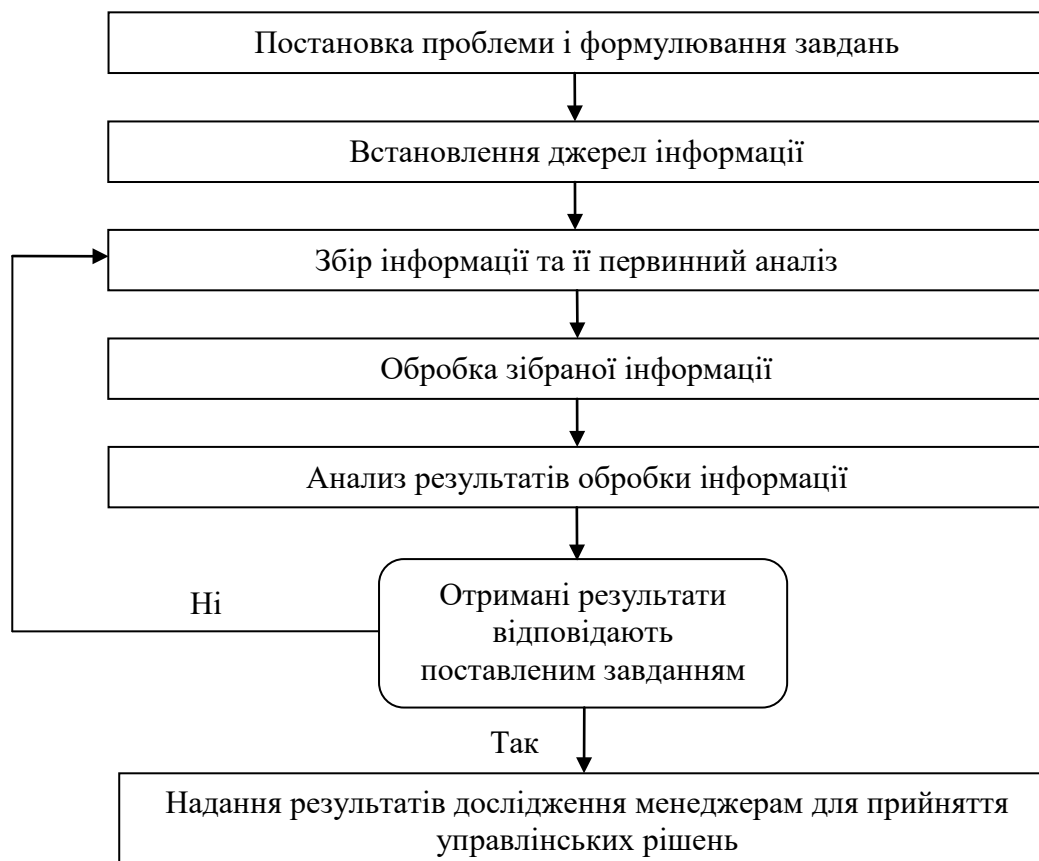 Постановка проблеми і формулювання завдань
Встановлення джерел інформації
Збір інформації та її первинний аналіз
Обробка зібраної інформації
Анализ результатів обробки інформації
Отримані результати
відповідають
поставленим завданням
Ні
Так
Надання результатів дослідження менеджерам для прийняття
управлінських рішень